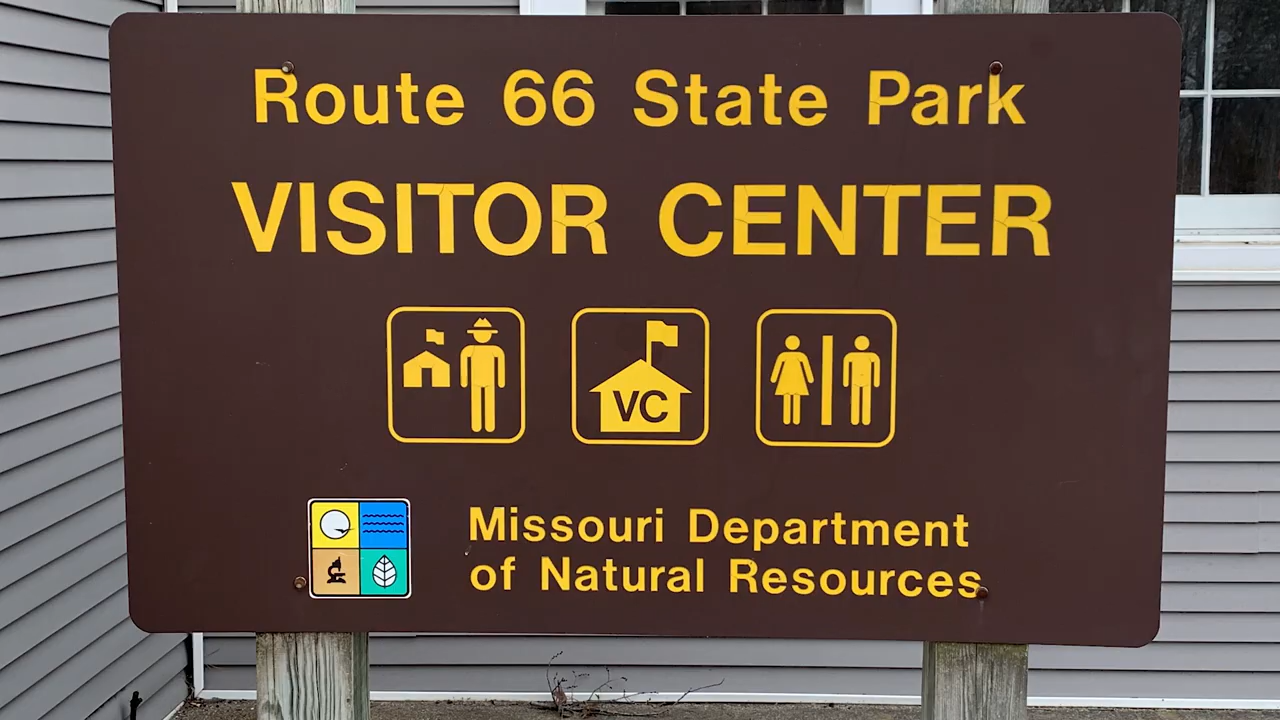 Route 66 State Park
VISITOR CENTER
VC
Missouri Department
of Natural Resources